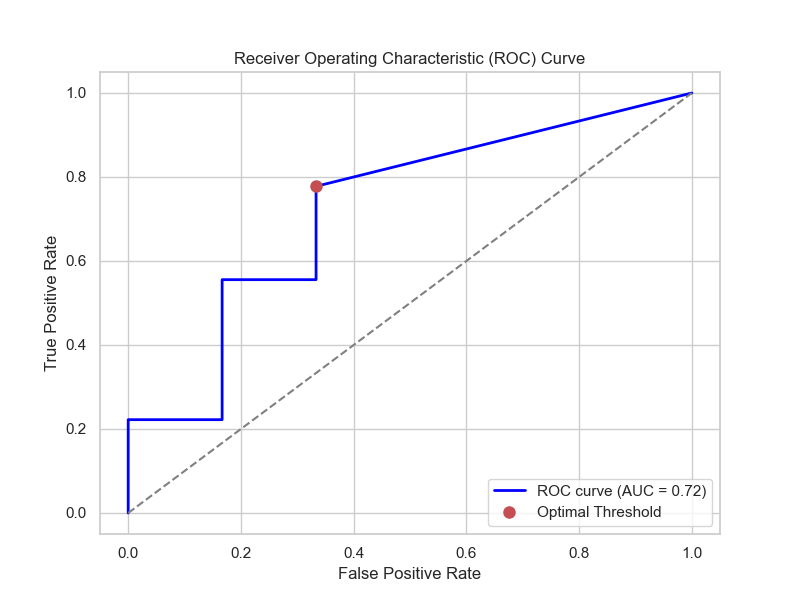 Receiver Operating Characteristic (ROC) Curve
True Positive Rate
1.0
0.8
0.6
0.4
0.2
0.0
ROC curve (AUC = 0.72)
Optimal Threshold
0.0 0.2 0.4 0.6 0.8 1.0
False Positive Rate